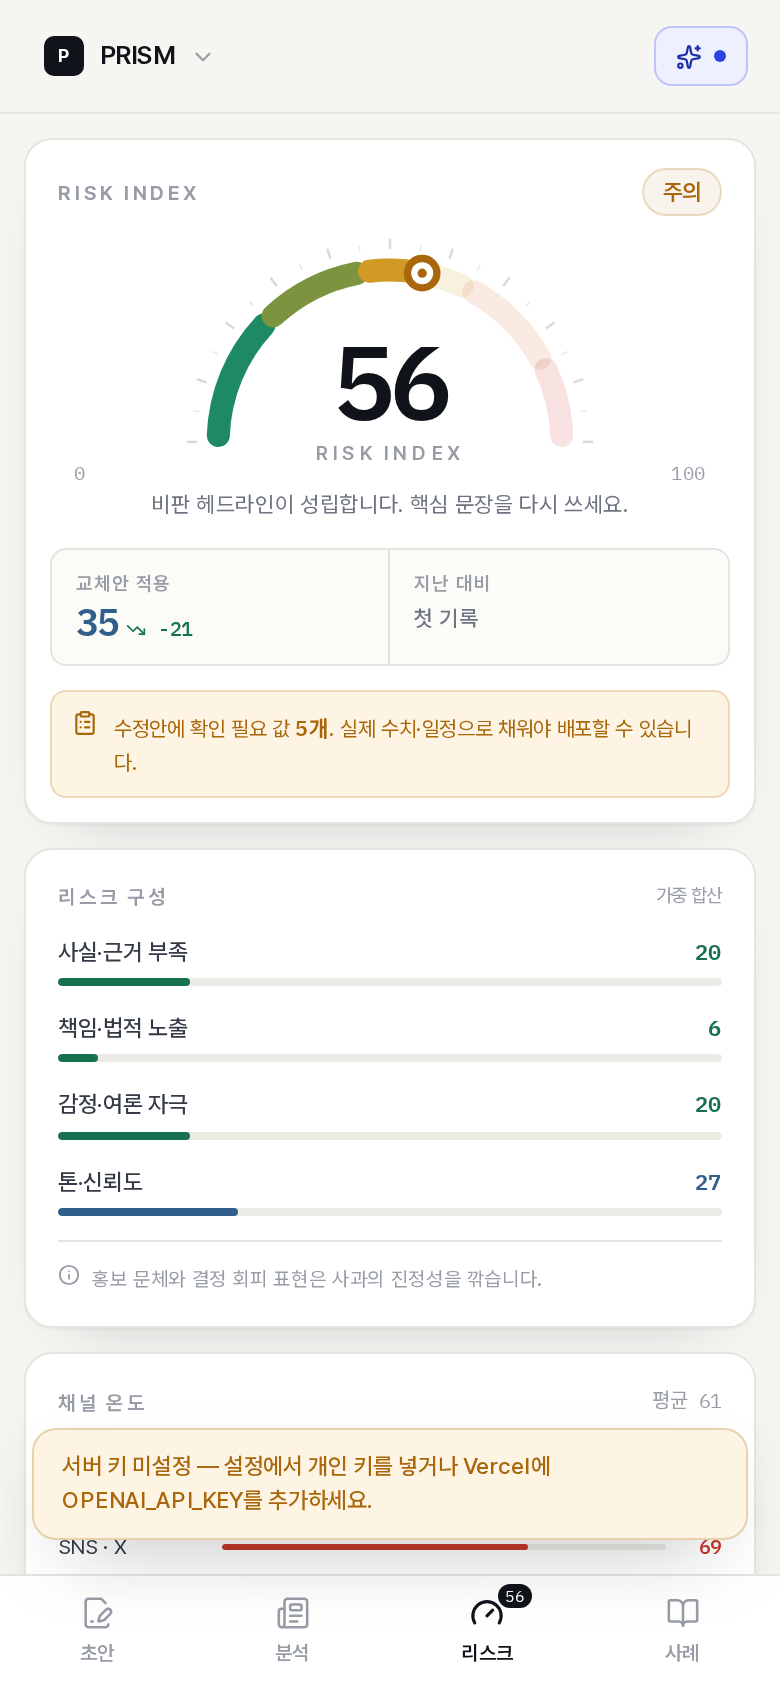 P PRISM
RISK INDEX 주의
56
RISK INDEX
0 100
비판 헤드라인이 성립합니다. 핵심 문장을 다시 쓰세요.
교체안 적용 지난 대비
35 -21 첫 기록
수정안에 확인 필요 값 5개. 실제 수치·일정으로 채워야 배포할 수 있습니
다.
리스크 구성 가중 합산
사실·근거 부족 20
책임·법적 노출 6
감정·여론 자극 20
톤·신뢰도 27
홍보 문체와 결정 회피 표현은 사과의 진정성을 깎습니다.
채널 온도 평균 61
서버 키 미설정 — 설정에서 개인 키를 넣거나 Vercel에
OPENAI_API_KEY를 추가하세요.
SNS · X 69
56
초안 분석 리스크 사례